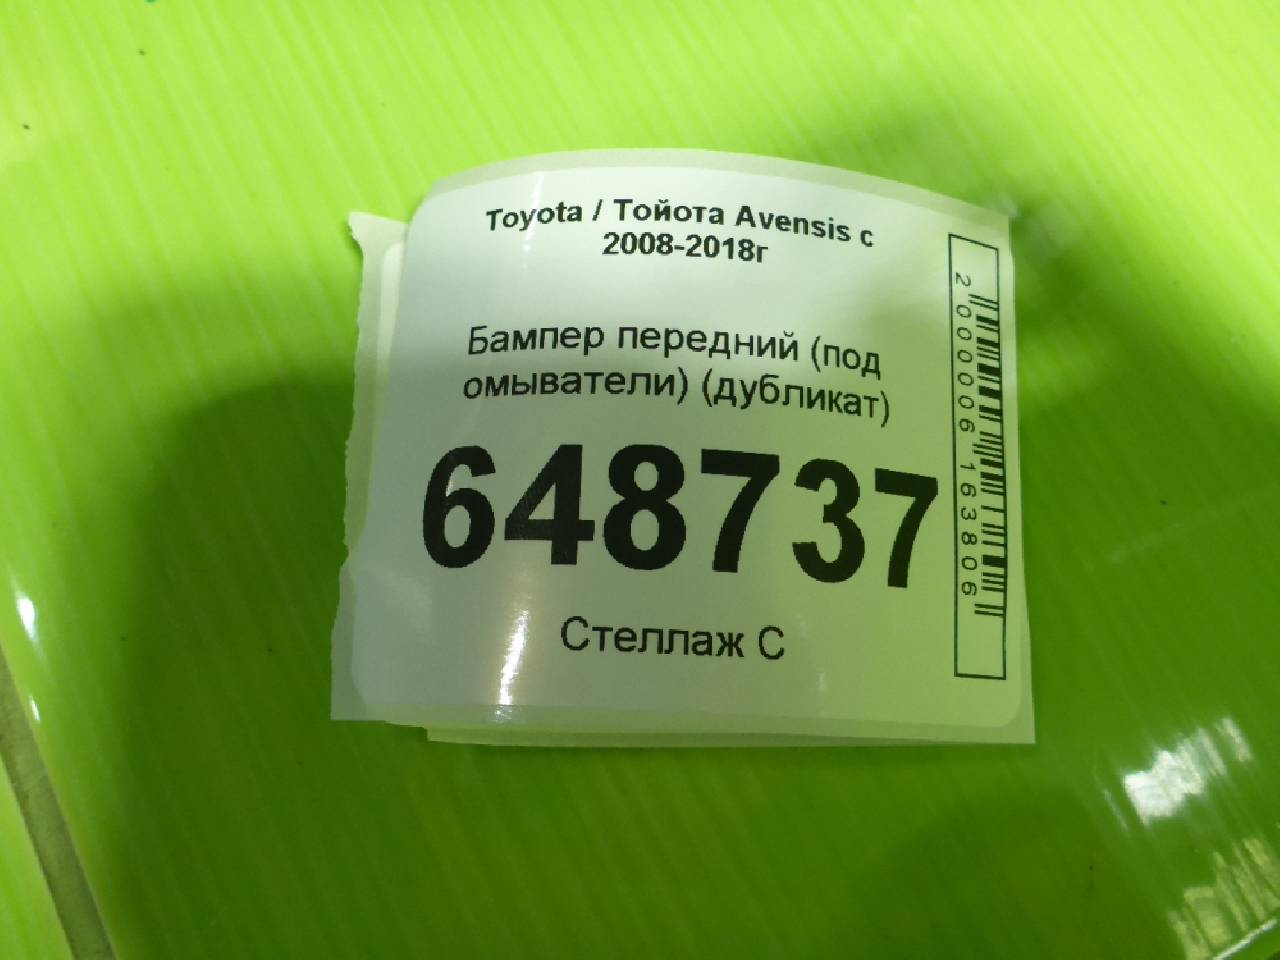 Toyota / Тойота Avensis с
2008-2018г
Бампер передний (под
омыватели) (дубликат)
648737
Стеллаж С
2000006163806